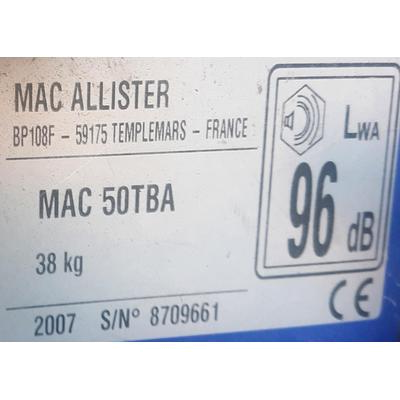 MAC ALLISTER
BP108F - 59175 TEMPLEMARS - FRANCE
MAC 50TBA
38 kg
2007 S/N° 8709661
LWA
96 dB
CE